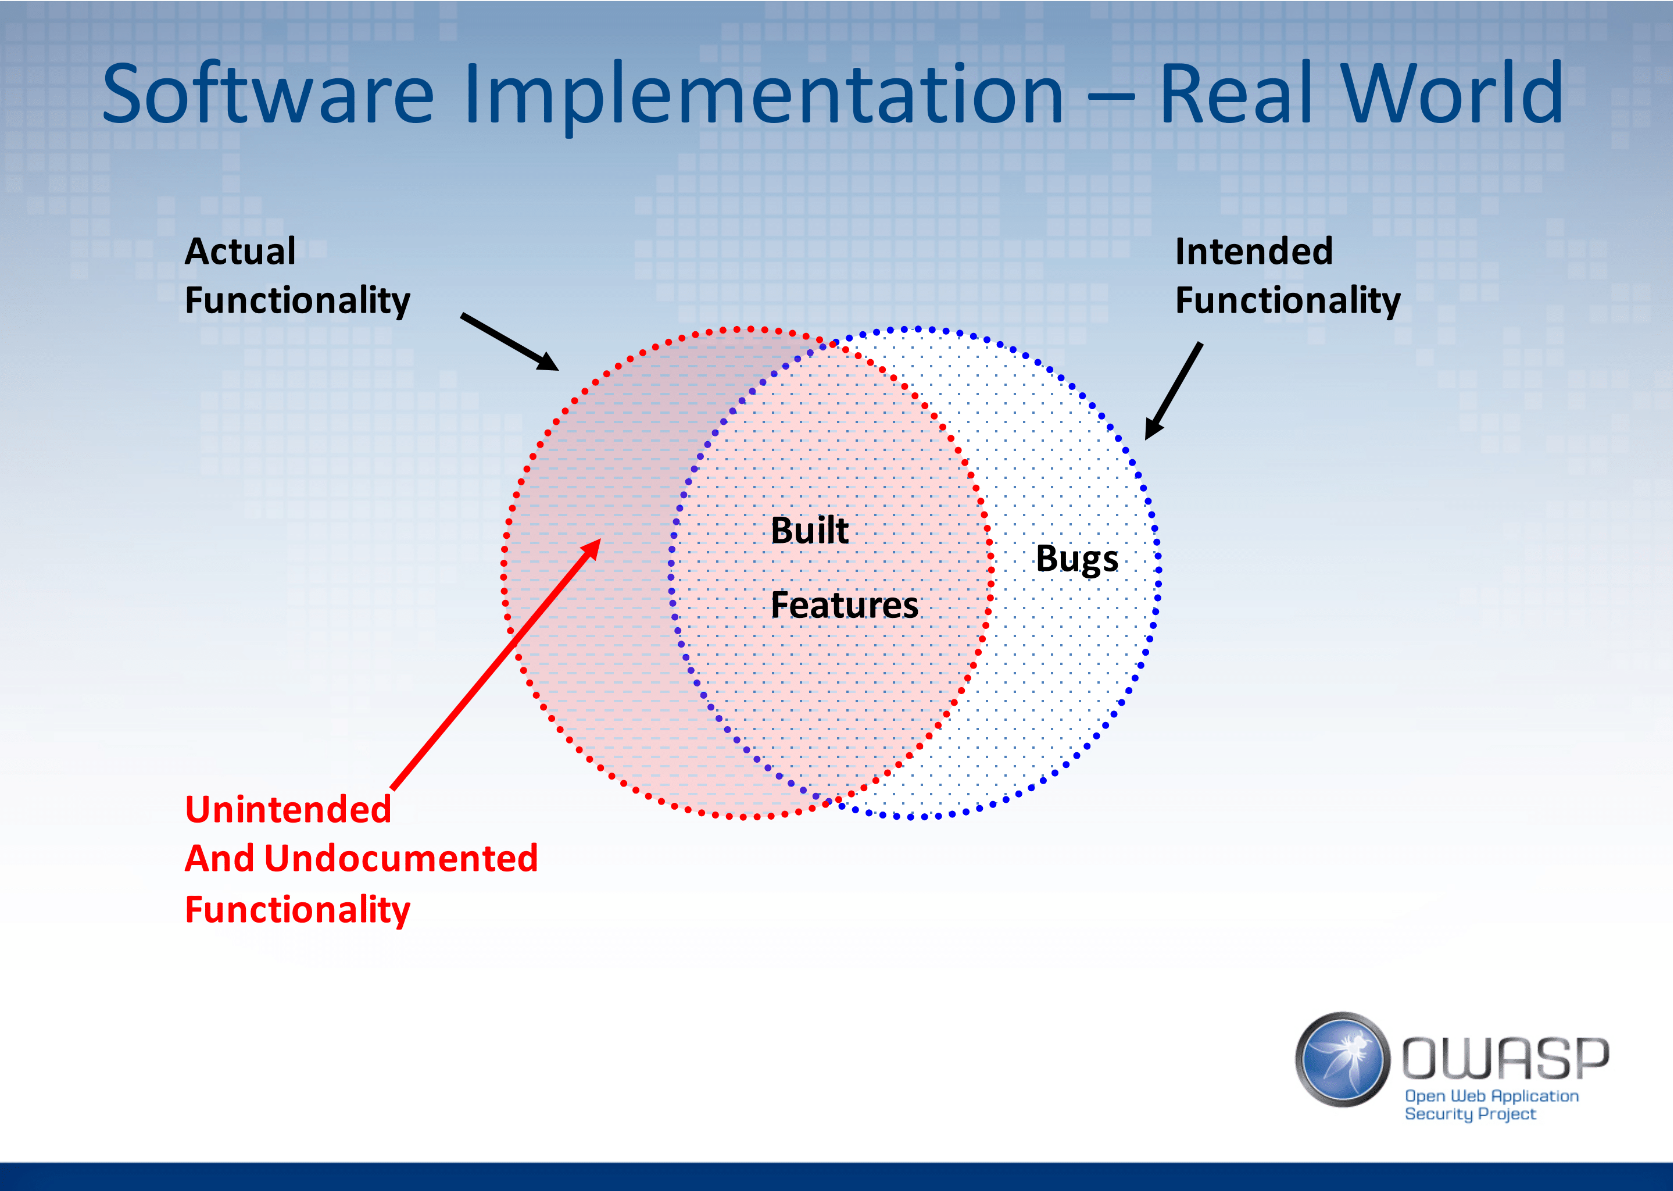 Software Implementation – Real World
Actual
Functionality
Intended
Functionality
Built
Features
Bugs
Unintended
And Undocumented
Functionality
OWASP
Open Web Application
Security Project